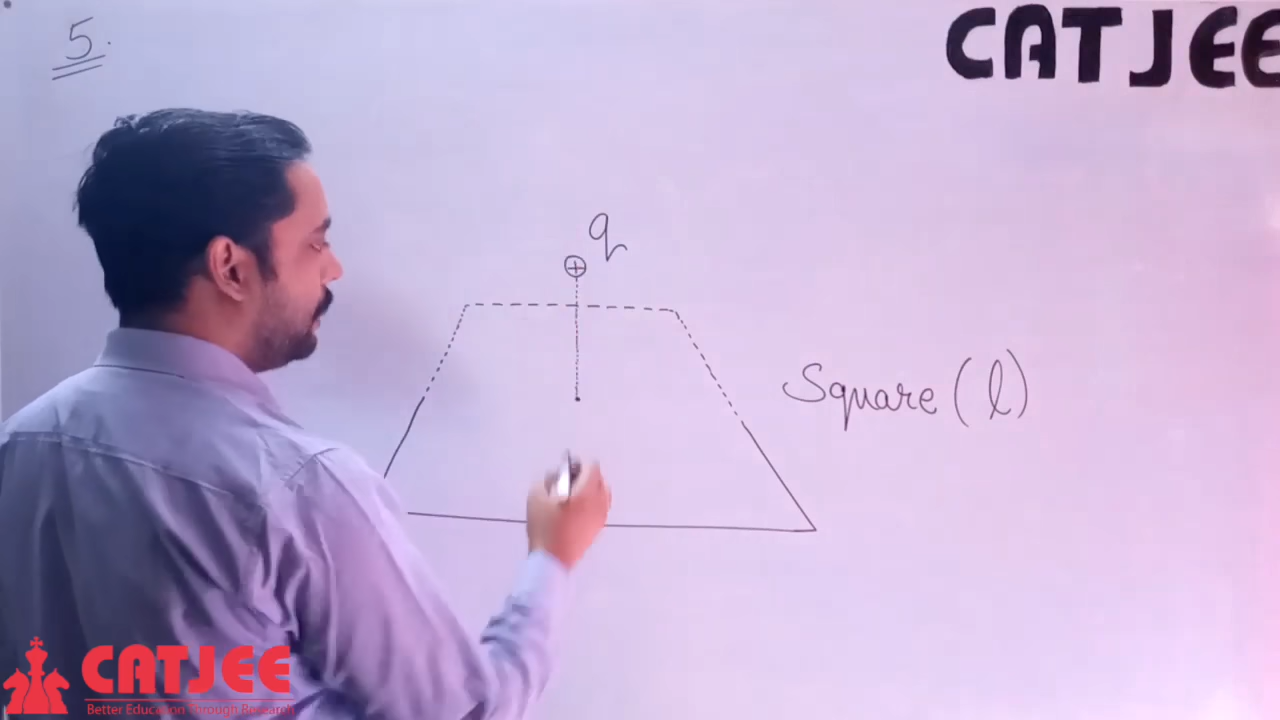 5.
CATJEE
q
Square (l)
CATJEE
Better Education Through Research